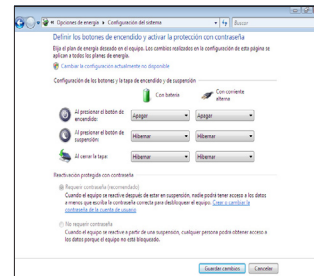 « Opciones de energía ▸ Configuración del sistema
Buscar
Definir los botones de encendido y activar la protección con contraseña
Elija el plan de energía deseado en el equipo. Los cambios realizados en la configuración de esta página se
aplican a todos los planes de energía.
Cambiar la configuración actualmente no disponible
Configuración de los botones y la tapa de encendido y de suspensión
Con batería
Con corriente
alterna
Al presionar el botón de
encendido:
Apagar
Apagar
Al presionar el botón de
suspensión:
Hibernar
Hibernar
Al cerrar la tapa:
Hibernar
Hibernar
Reactivación protegida con contraseña
Requerir contraseña (recomendado)
Cuando el equipo se reactive después de estar en suspensión, nadie podrá tener acceso a los datos
a menos que escriba la contraseña correcta para desbloquear el equipo. Crear o cambiar la
contraseña de la cuenta de usuario
No requerir contraseña
Cuando el equipo se reactive a partir de una suspensión, cualquier persona podrá obtener acceso a
los datos porque el equipo no está bloqueado.
Guardar cambios
Cancelar